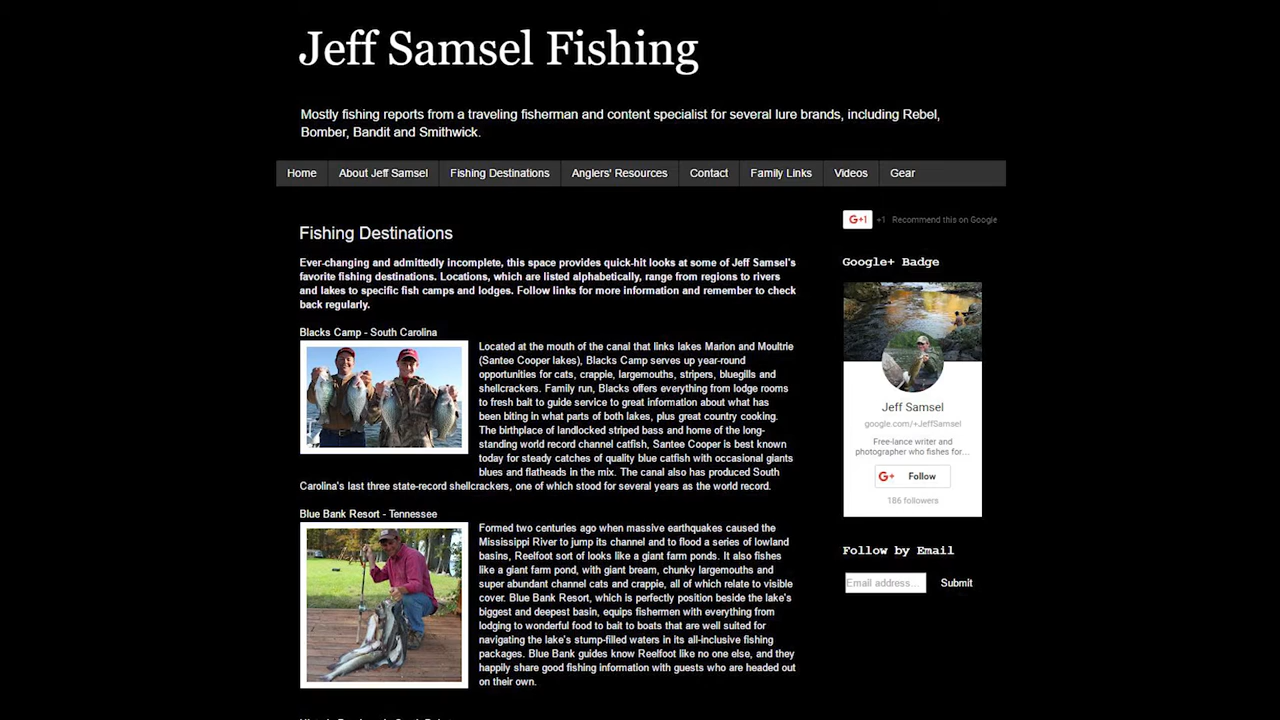 Jeff Samsel Fishing
Mostly fishing reports from a traveling fisherman and content specialist for several lure brands, including Rebel,
Bomber, Bandit and Smithwick.
Home
About Jeff Samsel
Fishing Destinations
Anglers' Resources
Contact
Family Links
Videos
Gear
Fishing Destinations
Ever-changing and admittedly incomplete, this space provides quick-hit looks at some of Jeff Samsel's
favorite fishing destinations. Locations, which are listed alphabetically, range from regions to rivers
and lakes to specific fish camps and lodges. Follow links for more information and remember to check
back regularly.
Blacks Camp - South Carolina
Located at the mouth of the canal that links lakes Marion and Moultrie
(Santee Cooper lakes), Blacks Camp serves up year-round
opportunities for cats, crappie, largemouths, stripers, bluegills and
shellcrackers. Family run, Blacks offers everything from lodge rooms
to fresh bait to guide service to great information about what has
been biting in what parts of both lakes, plus great country cooking.
The birthplace of landlocked striped bass and home of the long-
standing world record channel catfish, Santee Cooper is best known
today for steady catches of quality blue catfish with occasional giants
blues and flatheads in the mix. The canal also has produced South
Carolina's last three state-record shellcrackers, one of which stood for several years as the world record.
Blue Bank Resort - Tennessee
Formed two centuries ago when massive earthquakes caused the
Mississippi River to jump its channel and to flood a series of lowland
basins, Reelfoot sort of looks like a giant farm ponds. It also fishes
like a giant farm pond, with giant bream, chunky largemouths and
super abundant channel cats and crappie, all of which relate to visible
cover. Blue Bank Resort, which is perfectly position beside the lake's
biggest and deepest basin, equips fishermen with everything from
lodging to wonderful food to bait to boats that are well suited for
navigating the lake's stump-filled waters in its all-inclusive fishing
packages. Blue Bank guides know Reelfoot like no one else, and they
happily share good fishing information with guests who are headed out
on their own.
G+1 +1 Recommend this on Google
Google+ Badge
Jeff Samsel
google.com/+JeffSamsel
Free-lance writer and
photographer who fishes for...
G+ Follow
186 followers
Follow by Email
Email address...
Submit